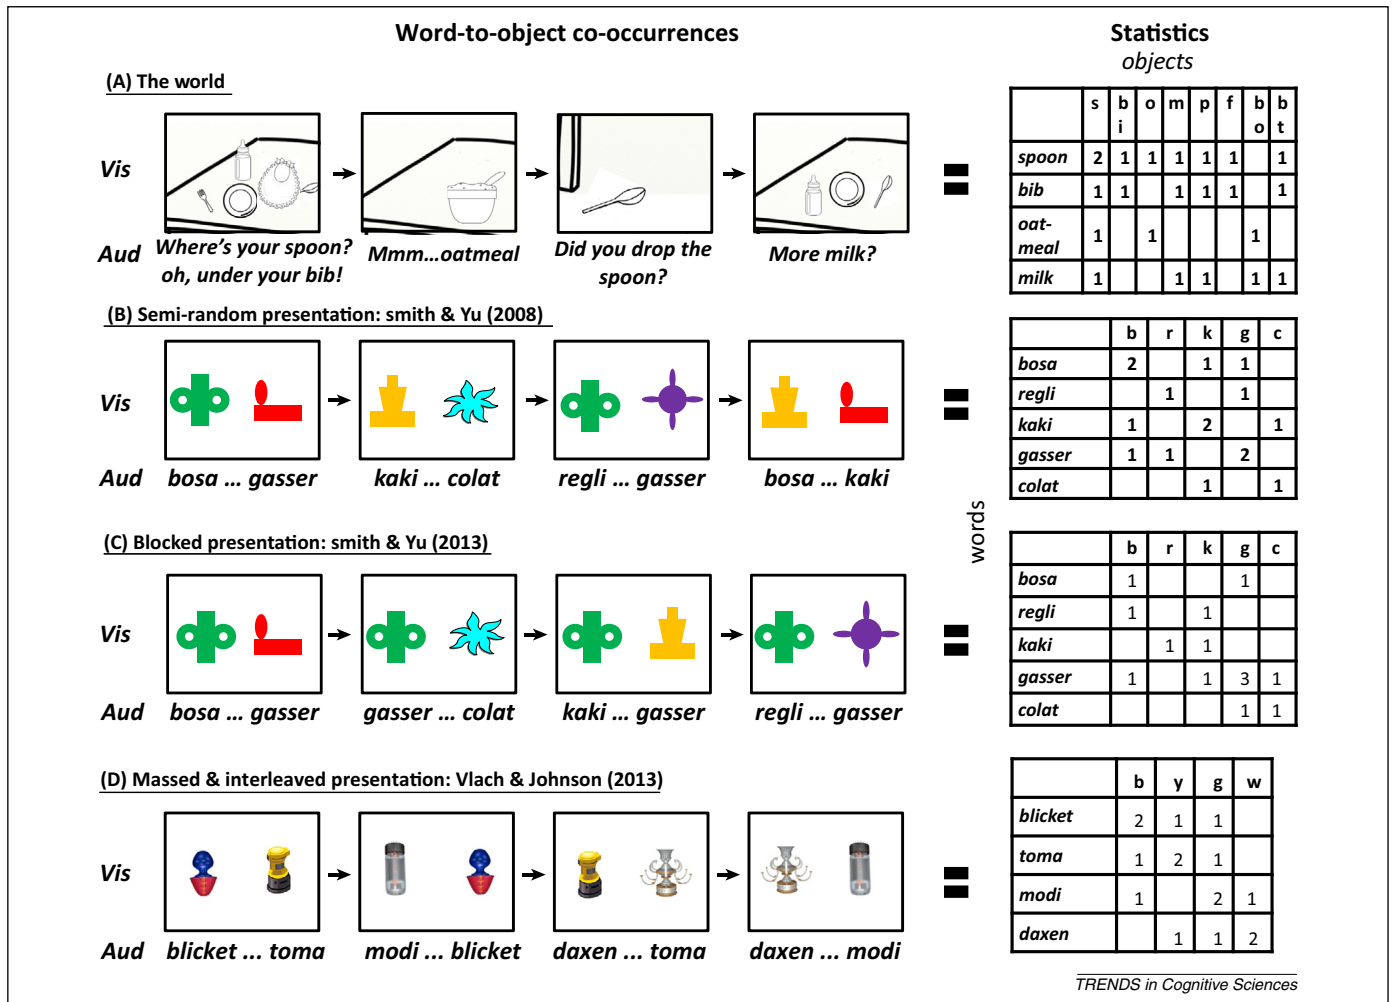 Word-to-object co-occurrences
Statistics
objects
(A) The world
Vis
Aud
Where's your spoon?
oh, under your bib!
Mmm...oatmeal
Did you drop the
spoon?
More milk?
s bi o m p f bo bt
spoon 2 1 1 1 1 1 1
bib 1 1 1 1 1 1
oat-
meal 1 1 1
milk 1 1 1 1 1
(B) Semi-random presentation: smith & Yu (2008)
Vis
Aud
bosa ... gasser
kaki ... colat
regli ... gasser
bosa ... kaki
b r k g c
bosa 2 1 1
regli 1 1
kaki 1 2 1
gasser 1 1 2
colat 1 1
words
(C) Blocked presentation: smith & Yu (2013)
Vis
Aud
bosa ... gasser
gasser ... colat
kaki ... gasser
regli ... gasser
b r k g c
bosa 1 1
regli 1 1
kaki 1 1
gasser 1 1 3 1
colat 1 1
(D) Massed & interleaved presentation: Vlach & Johnson (2013)
Vis
Aud
blicket ... toma
modi ... blicket
daxen ... toma
daxen ... modi
b y g w
blicket 2 1 1
toma 1 2 1
modi 1 2 1
daxen 1 1 2
TRENDS in Cognitive Sciences